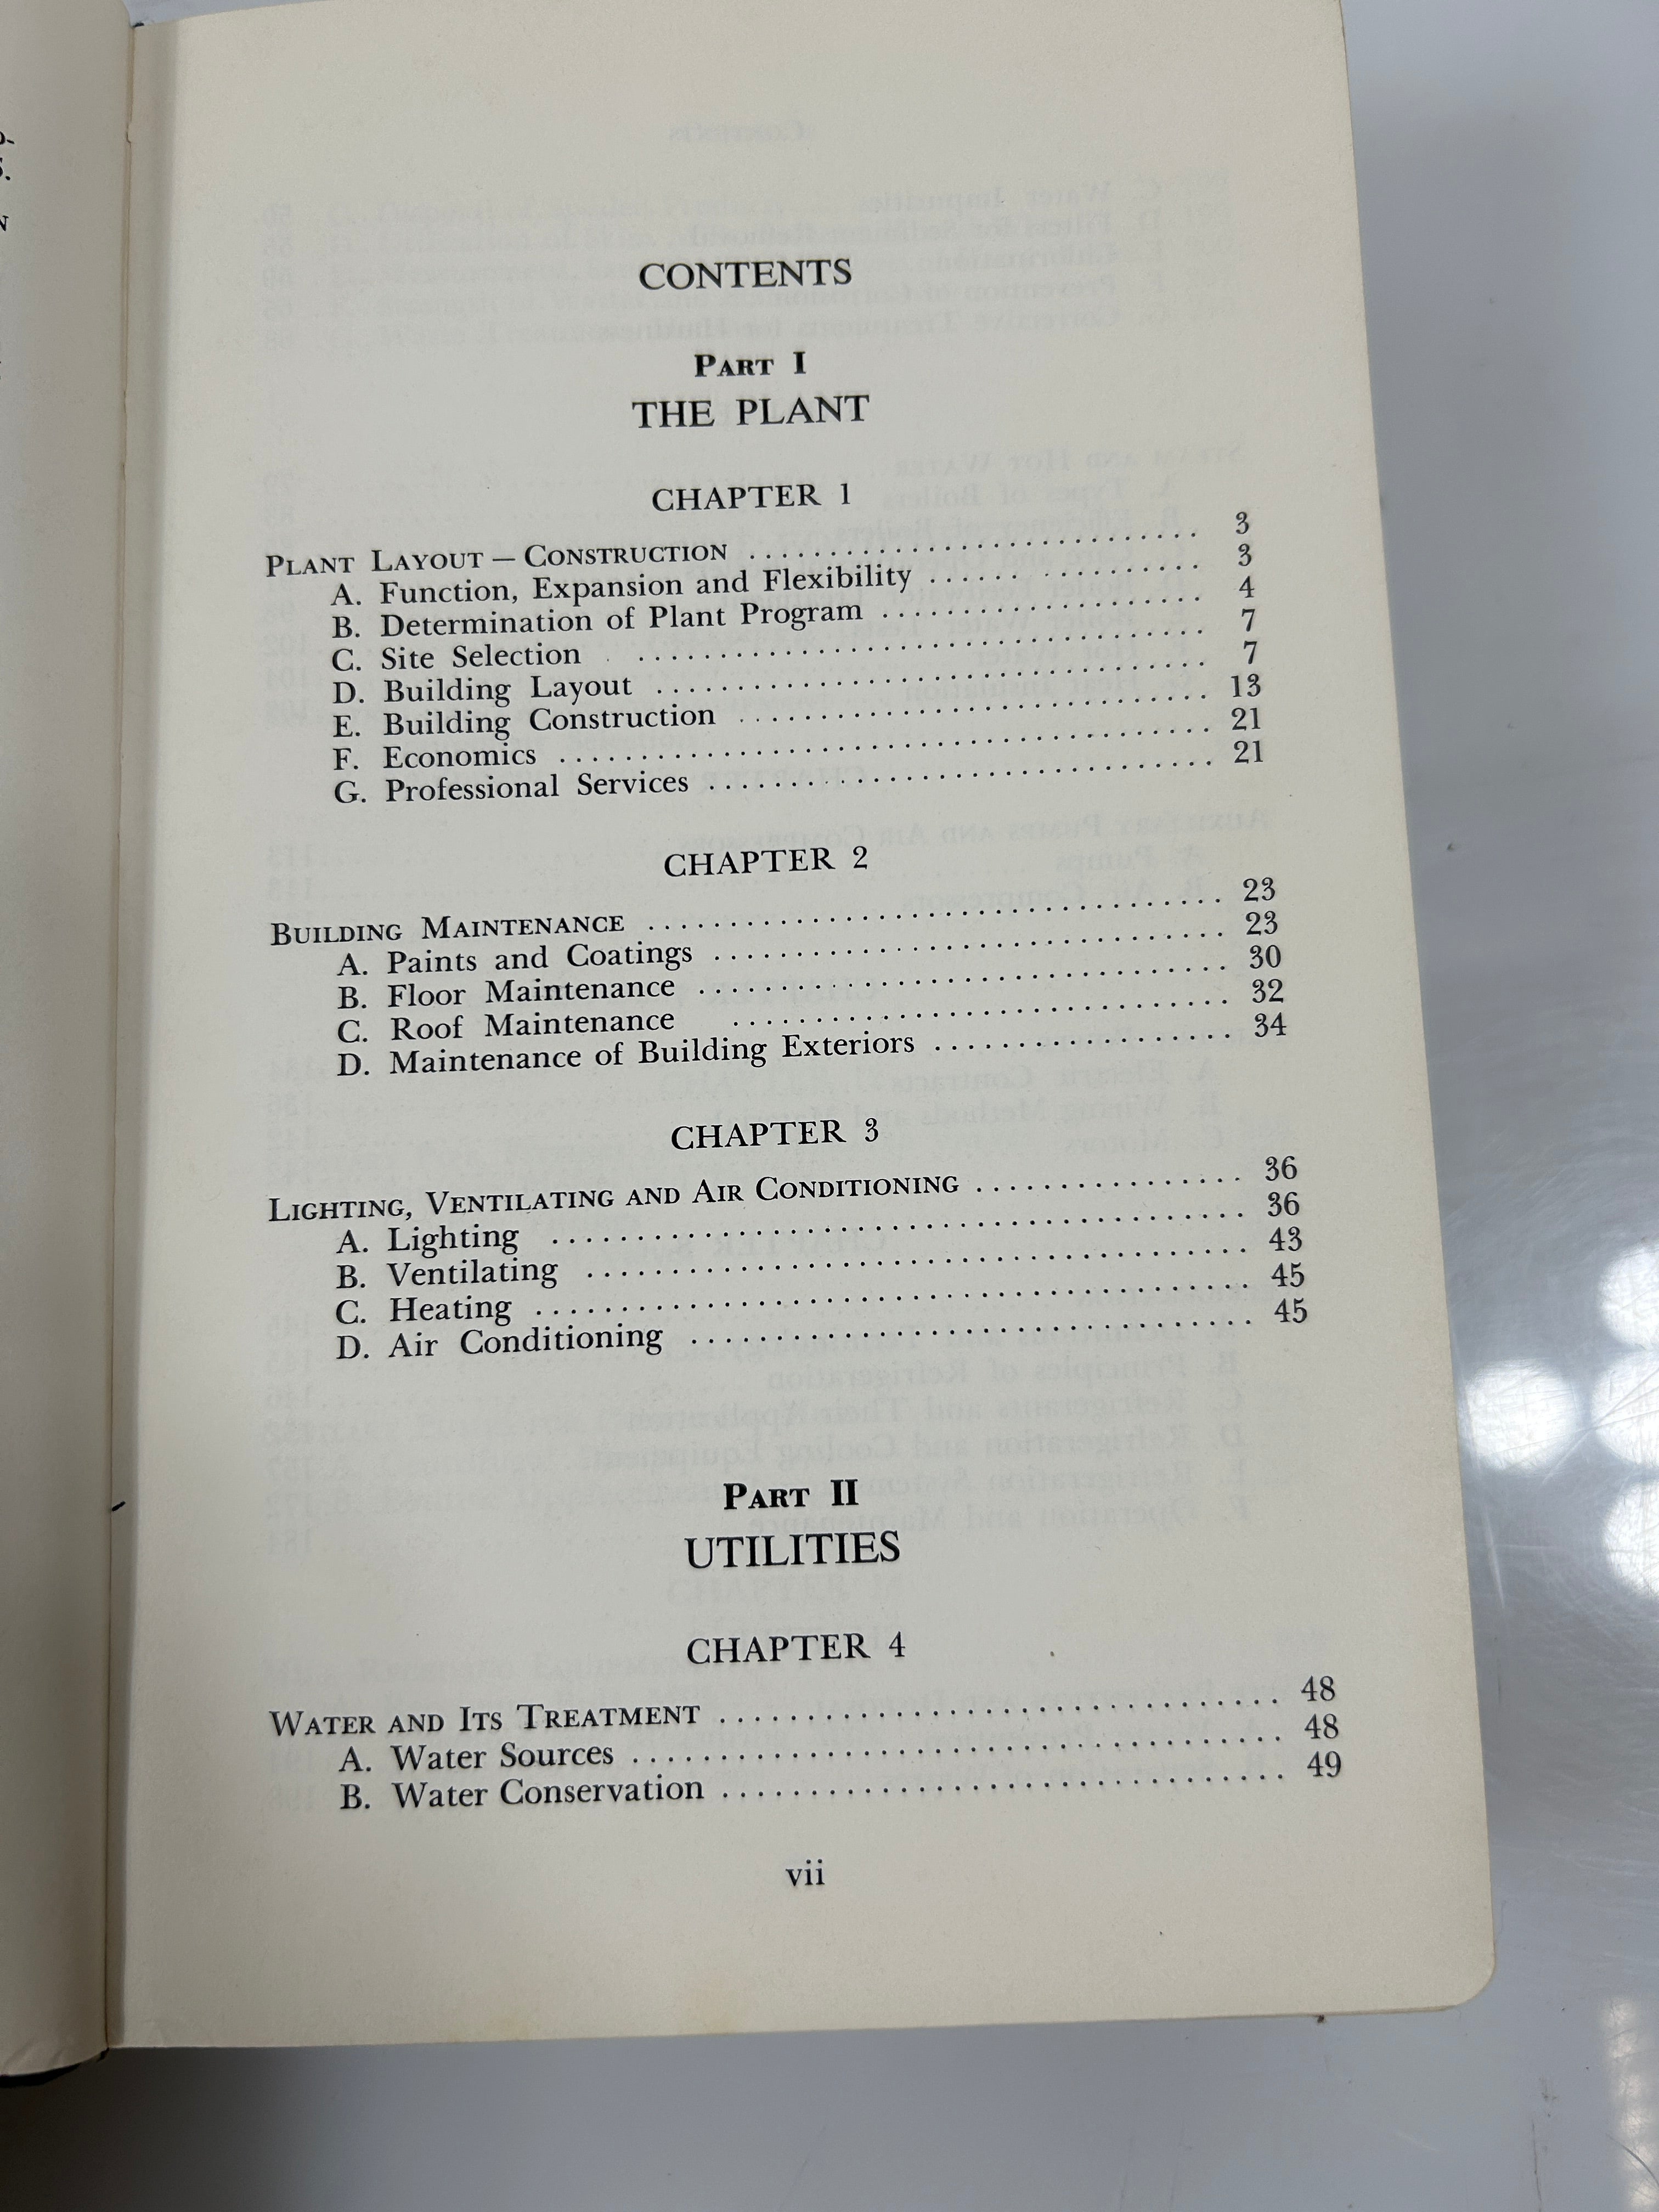 CONTENTS
Part I
THE PLANT
CHAPTER 1
Plant Layout — Construction . . . . . . . . . . . . . . . . . . . . . . . . . . 3
A. Function, Expansion and Flexibility . . . . . . . . . . . . . . . . 3
B. Determination of Plant Program . . . . . . . . . . . . . . . . . . . 4
C. Site Selection . . . . . . . . . . . . . . . . . . . . . . . . . . . . . 7
D. Building Layout . . . . . . . . . . . . . . . . . . . . . . . . . . . . 7
E. Building Construction . . . . . . . . . . . . . . . . . . . . . . . . 13
F. Economics . . . . . . . . . . . . . . . . . . . . . . . . . . . . . . . 21
G. Professional Services . . . . . . . . . . . . . . . . . . . . . . . . 21
CHAPTER 2
Building Maintenance . . . . . . . . . . . . . . . . . . . . . . . . . . . . . 23
A. Paints and Coatings . . . . . . . . . . . . . . . . . . . . . . . . . 23
B. Floor Maintenance . . . . . . . . . . . . . . . . . . . . . . . . . . 30
C. Roof Maintenance . . . . . . . . . . . . . . . . . . . . . . . . . 32
D. Maintenance of Building Exteriors . . . . . . . . . . . . . . . . 34
CHAPTER 3
Lighting, Ventilating and Air Conditioning . . . . . . . . . . . . . . . 36
A. Lighting . . . . . . . . . . . . . . . . . . . . . . . . . . . . . . . . . 36
B. Ventilating . . . . . . . . . . . . . . . . . . . . . . . . . . . . . . . 43
C. Heating . . . . . . . . . . . . . . . . . . . . . . . . . . . . . . . . . 45
D. Air Conditioning . . . . . . . . . . . . . . . . . . . . . . . . . . . 45
Part II
UTILITIES
CHAPTER 4
Water and Its Treatment . . . . . . . . . . . . . . . . . . . . . . . . . . . 48
A. Water Sources . . . . . . . . . . . . . . . . . . . . . . . . . . . . . 48
B. Water Conservation . . . . . . . . . . . . . . . . . . . . . . . . . 49
vii